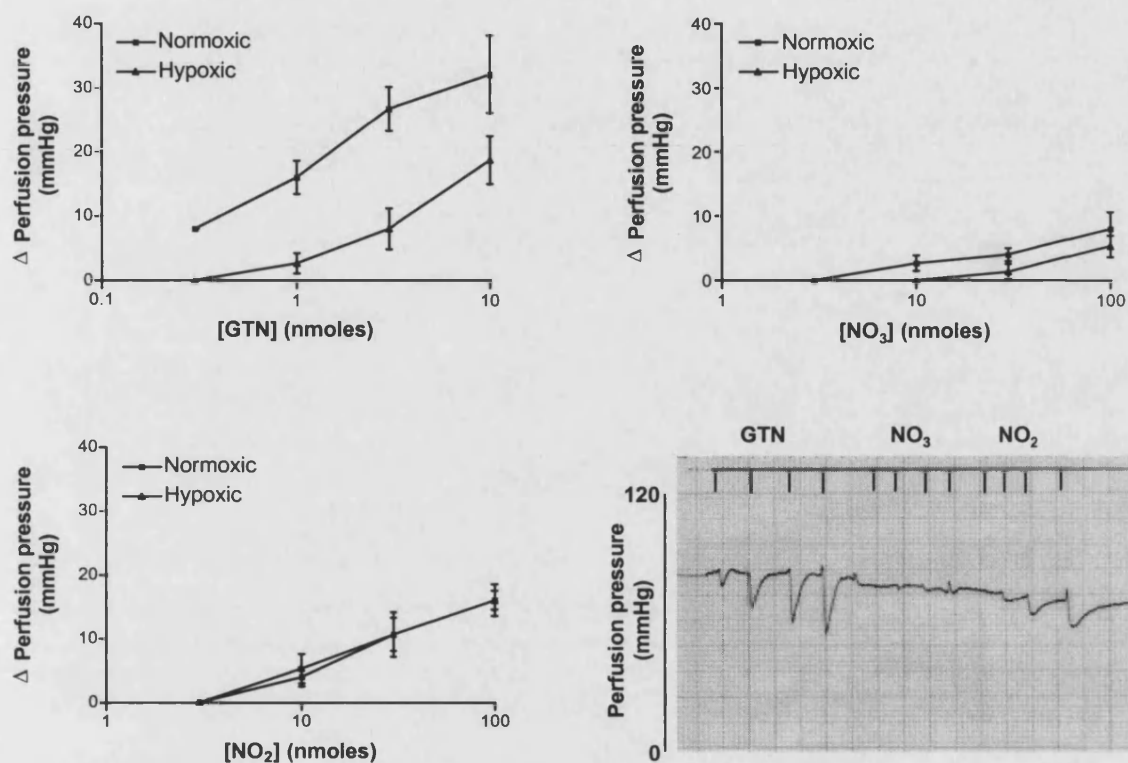 40
30
20
10
0
Δ Perfusion pressure
(mmHg)
Normoxic
Hypoxic
0.1 1 10
[GTN] (nmoles)
40
30
20
10
0
Δ Perfusion pressure
(mmHg)
Normoxic
Hypoxic
1 10 100
[NO₃] (nmoles)
40
30
20
10
0
Δ Perfusion pressure
(mmHg)
Normoxic
Hypoxic
1 10 100
[NO₂] (nmoles)
GTN NO₃ NO₂
120
0
Perfusion pressure
(mmHg)